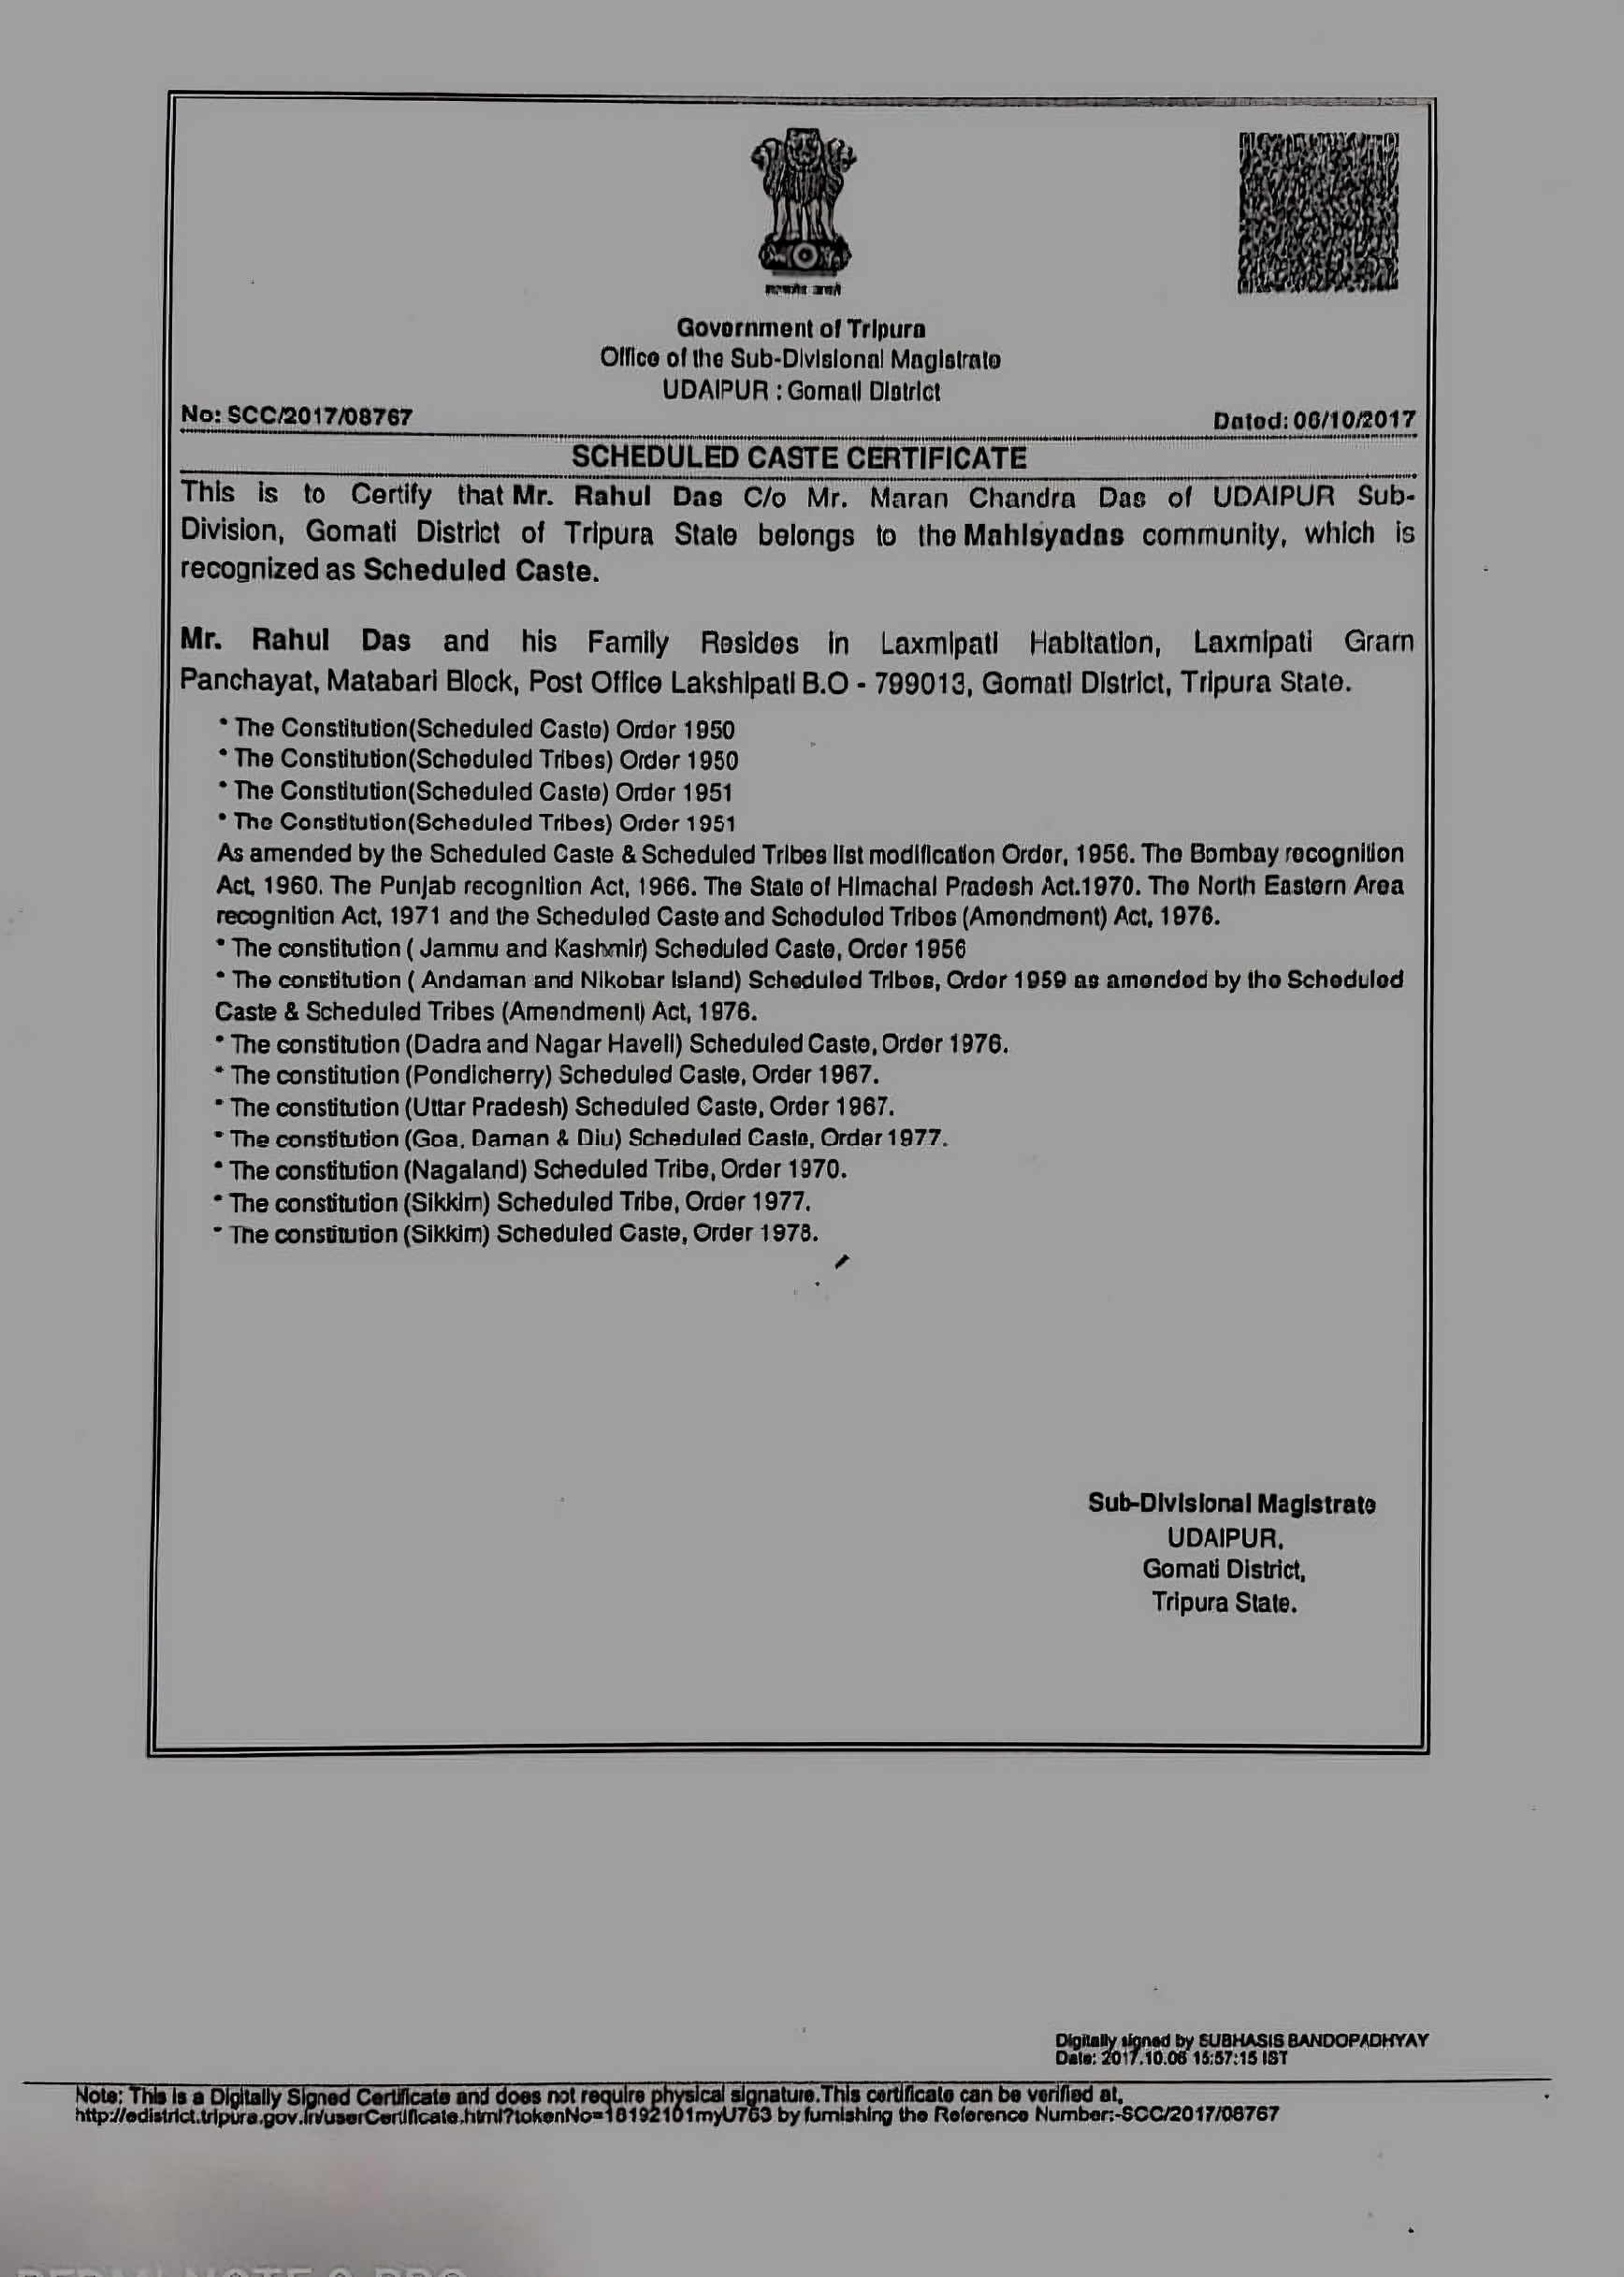 Government of Tripura
Office of the Sub-Divisional Magistrate
UDAIPUR : Gomati District
No: SCC/2017/08767
Dated: 06/10/2017
SCHEDULED CASTE CERTIFICATE
This is to Certify that Mr. Rahul Das C/o Mr. Maran Chandra Das of UDAIPUR Sub-
Division, Gomati District of Tripura State belongs to the Mahisyadas community, which is
recognized as Scheduled Caste.
Mr. Rahul Das and his Family Resides in Laxmipati Habitation, Laxmipati Gram
Panchayat, Matabari Block, Post Office Lakshipati B.O - 799013, Gomati District, Tripura State.
* The Constitution(Scheduled Caste) Order 1950
* The Constitution(Scheduled Tribes) Order 1950
* The Constitution(Scheduled Caste) Order 1951
* The Constitution(Scheduled Tribes) Order 1951
As amended by the Scheduled Caste & Scheduled Tribes list modification Order, 1956. The Bombay recognition
Act, 1960. The Punjab recognition Act, 1966. The State of Himachal Pradesh Act.1970. The North Eastern Area
recognition Act, 1971 and the Scheduled Caste and Scheduled Tribes (Amendment) Act, 1976.
* The constitution ( Jammu and Kashmir) Scheduled Caste, Order 1956
* The constitution ( Andaman and Nikobar Island) Scheduled Tribes, Order 1959 as amended by the Scheduled
Caste & Scheduled Tribes (Amendment) Act, 1976.
* The constitution (Dadra and Nagar Haveli) Scheduled Caste, Order 1976.
* The constitution (Pondicherry) Scheduled Caste, Order 1967.
* The constitution (Uttar Pradesh) Scheduled Caste, Order 1967.
* The constitution (Goa, Daman & Diu) Scheduled Caste, Order 1977.
* The constitution (Nagaland) Scheduled Tribe, Order 1970.
* The constitution (Sikkim) Scheduled Tribe, Order 1977.
* The constitution (Sikkim) Scheduled Caste, Order 1978.
Sub-Divisional Magistrate
UDAIPUR,
Gomati District,
Tripura State.
Digitally signed by SUBHASIS BANDOPADHYAY
Date: 2017.10.06 15:57:15 IST
Note: This is a Digitally Signed Certificate and does not require physical signature.This certificate can be verified at,
http://edistrict.tripura.gov.in/userCertificate.html?tokenNo=18192101myU763 by furnishing the Reference Number:-SCC/2017/08767